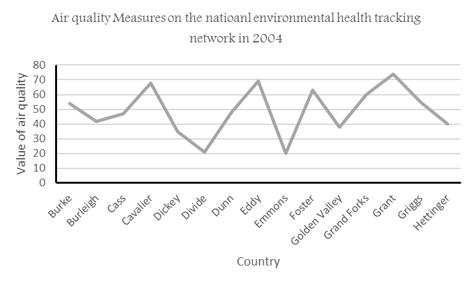 Air quality Measures on the natioanl environmental health tracking
network in 2004
Value of air quality
80
70
60
50
40
30
20
10
0
Burke
Burleigh
Cass
Cavalier
Dickey
Divide
Dunn
Eddy
Emmons
Foster
Golden Valley
Grand Forks
Grant
Griggs
Hettinger
Country